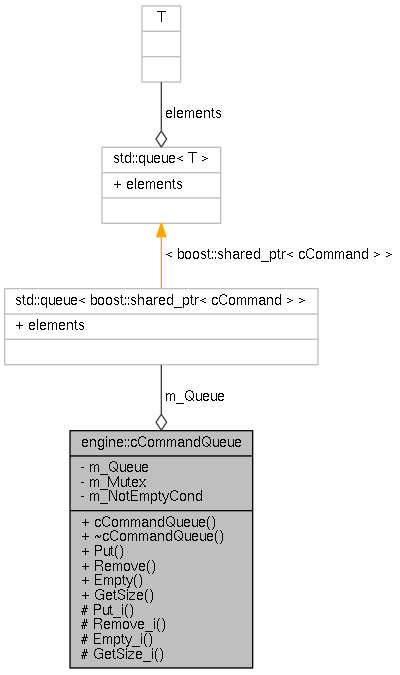 T
elements
std::queue< T >
+ elements
< boost::shared_ptr< cCommand > >
std::queue< boost::shared_ptr< cCommand > >
+ elements
m_Queue
engine::cCommandQueue
- m_Queue
- m_Mutex
- m_NotEmptyCond
+ cCommandQueue()
+ ~cCommandQueue()
+ Put()
+ Remove()
+ Empty()
+ GetSize()
# Put_i()
# Remove_i()
# Empty_i()
# GetSize_i()